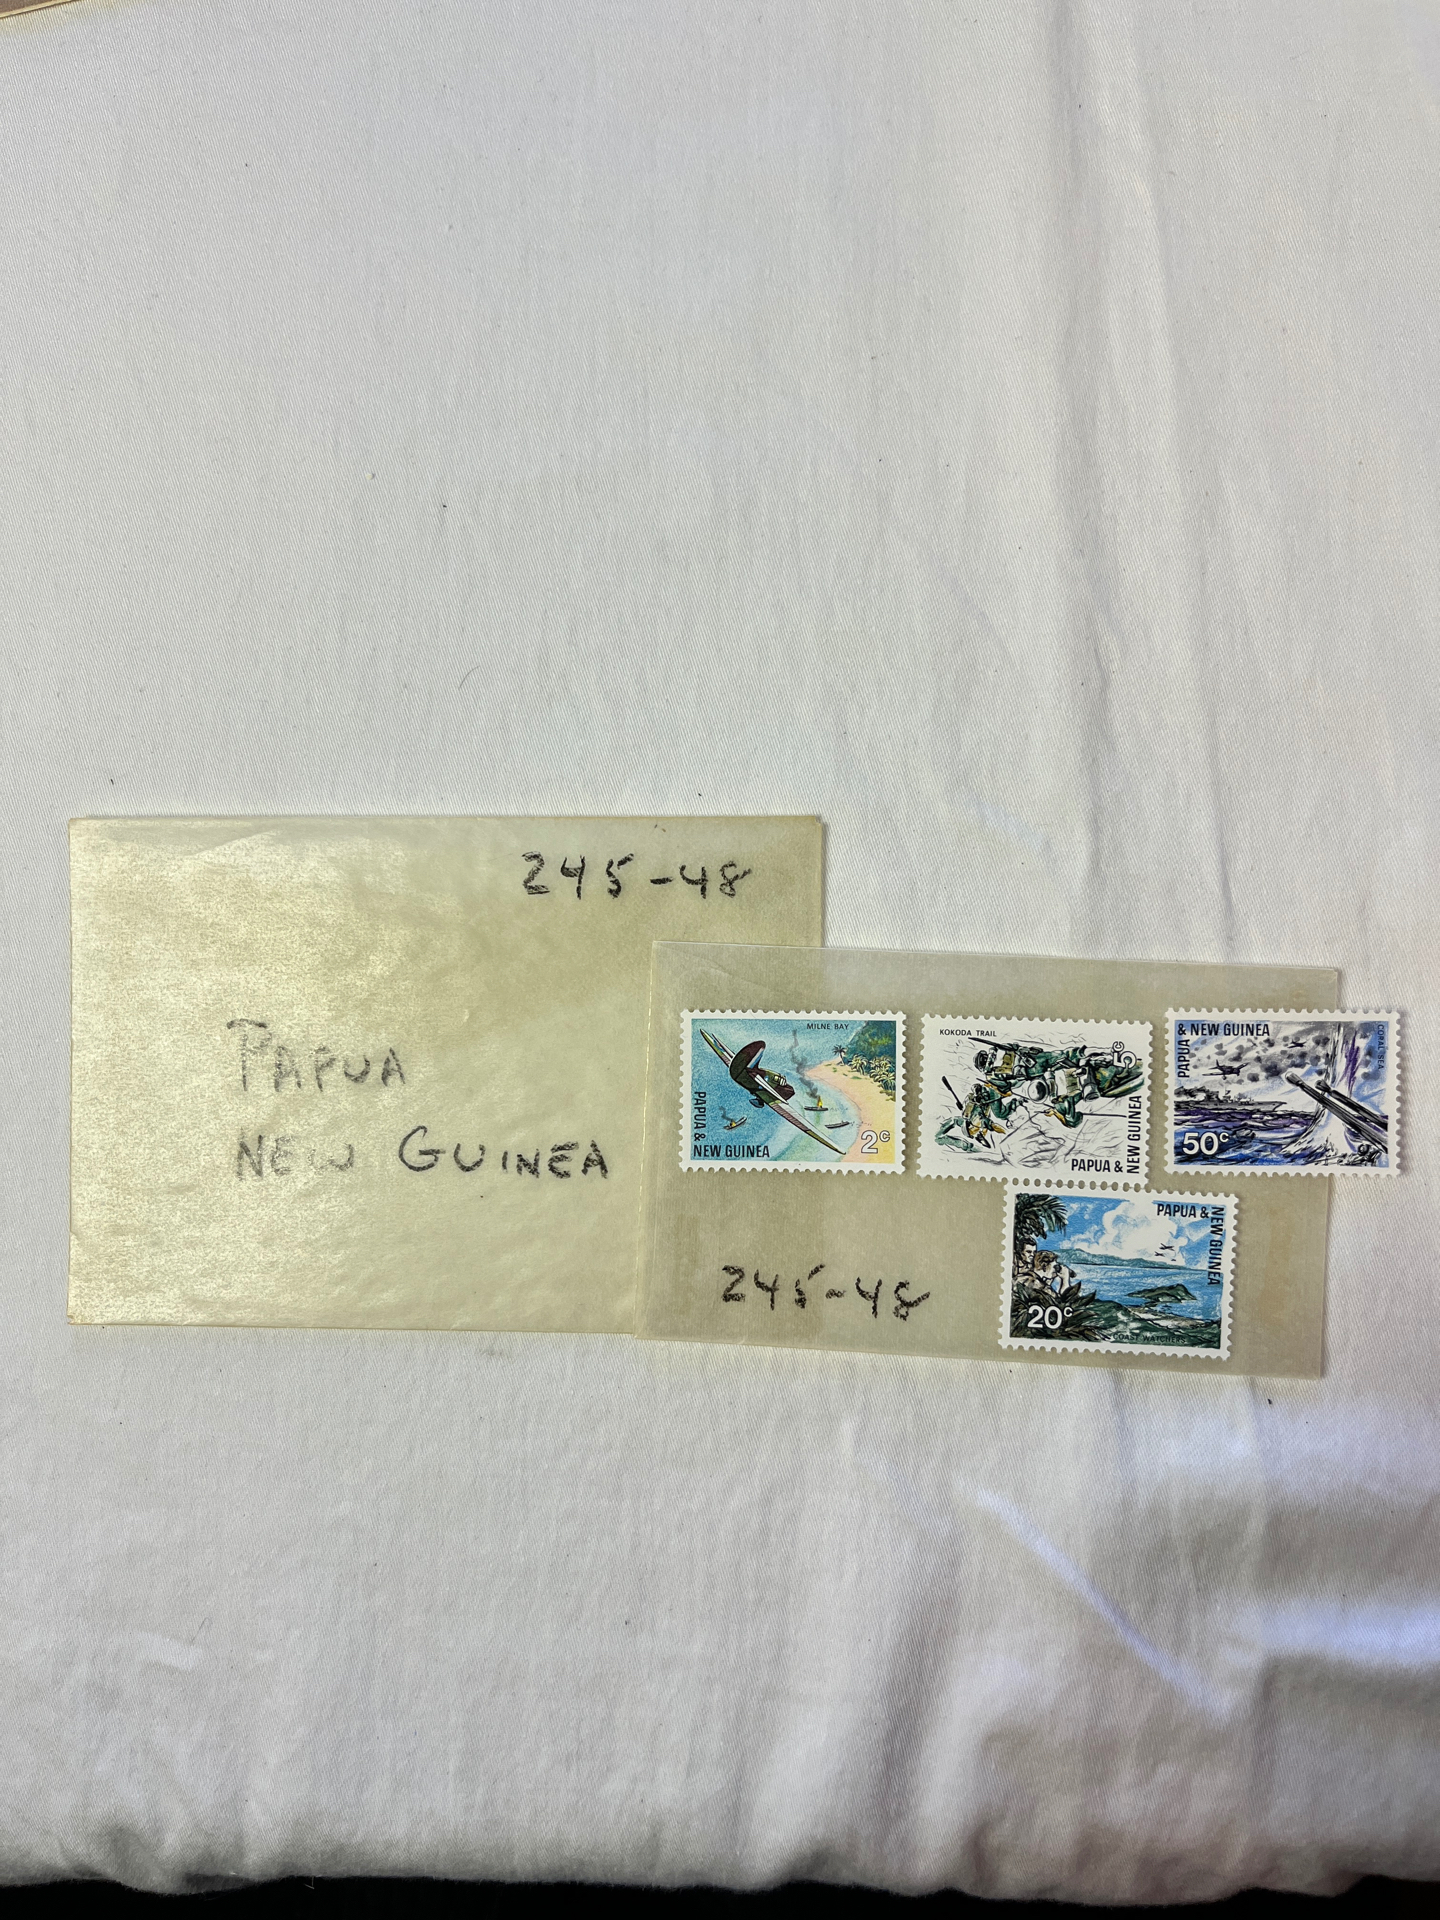 245-48
PAPUA
NEW GUINEA
MILNE BAY
PAPUA &
NEW GUINEA
2c
KOKODA TRAIL
5c
PAPUA &
NEW GUINEA
PAPUA
& NEW GUINEA
CORAL SEA
50c
PAPUA &
NEW GUINEA
20c
COAST WATCHERS
245-48